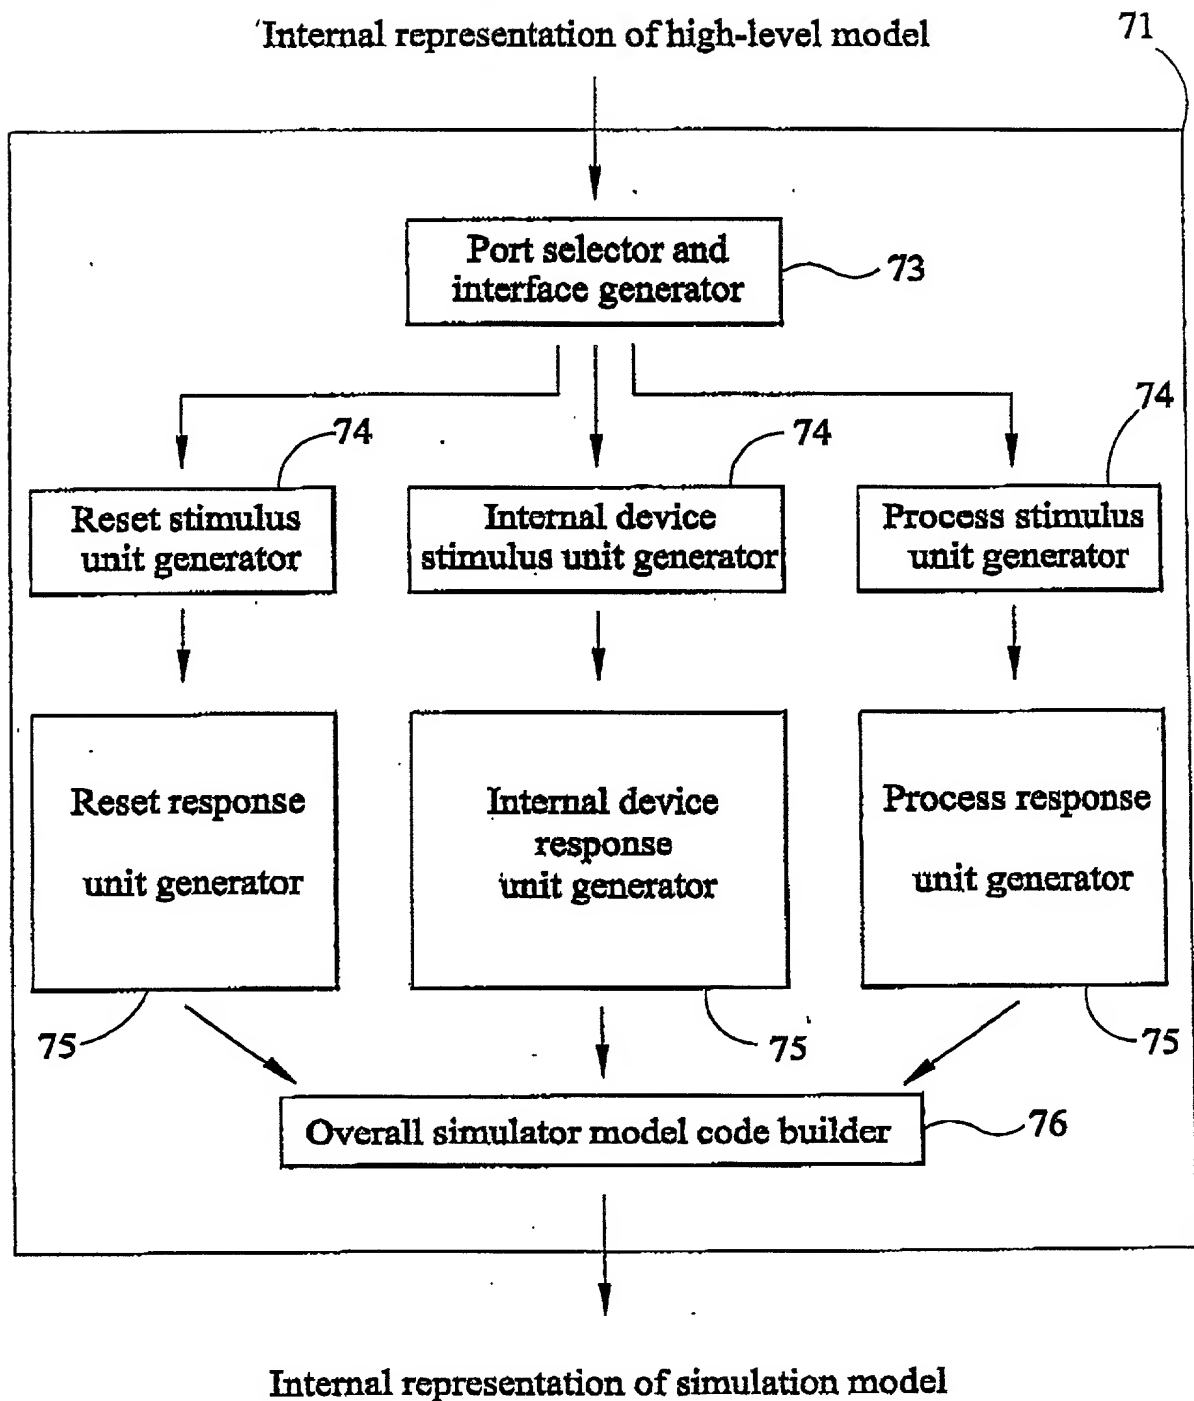 Internal representation of high-level model
71
Port selector and
interface generator
73
74
74
74
Reset stimulus
unit generator
Internal device
stimulus unit generator
Process stimulus
unit generator
Reset response
unit generator
Internal device
response
unit generator
Process response
unit generator
75
75
75
Overall simulator model code builder
76
Internal representation of simulation model